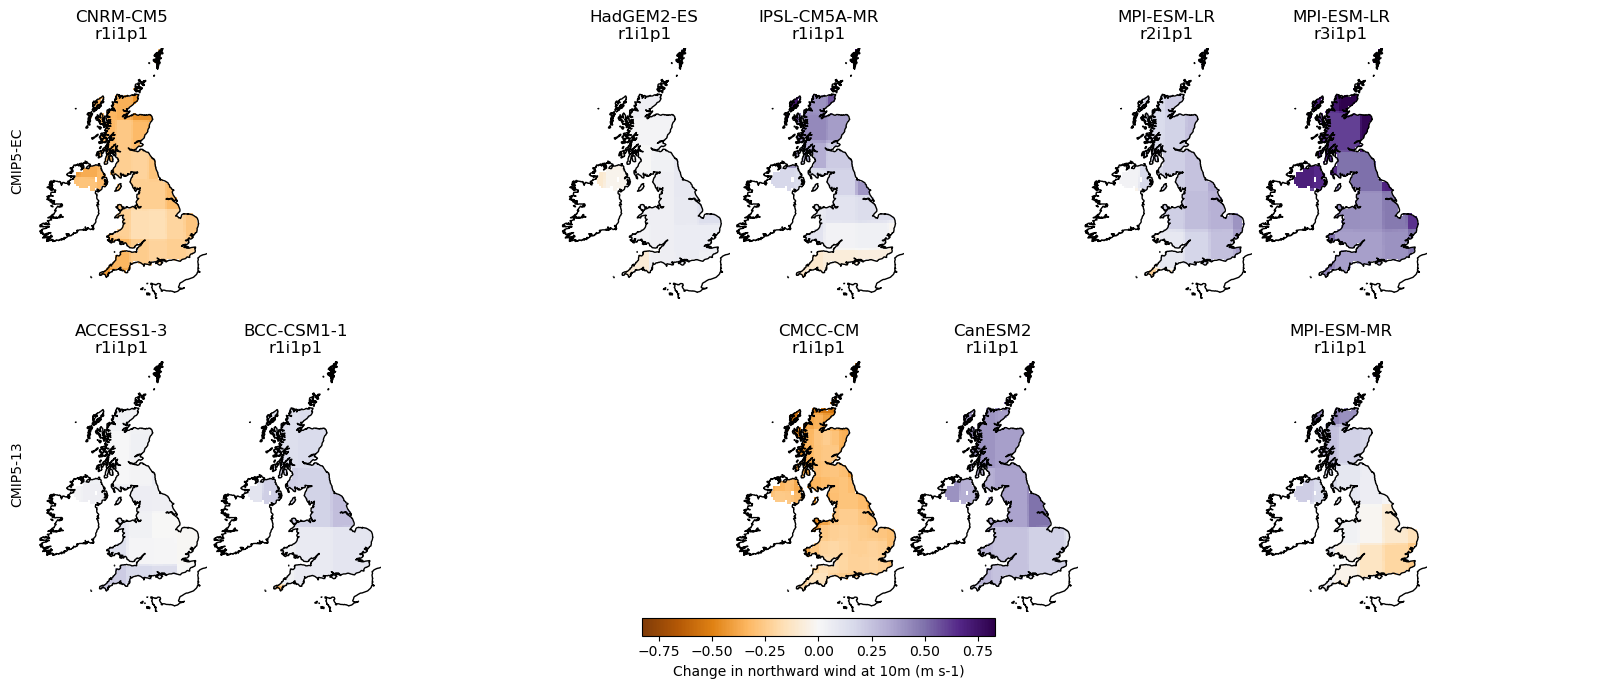 CNRM-CM5
r1i1p1
HadGEM2-ES
r1i1p1
IPSL-CM5A-MR
r1i1p1
MPI-ESM-LR
r2i1p1
MPI-ESM-LR
r3i1p1
CMIP5-EC
ACCESS1-3
r1i1p1
BCC-CSM1-1
r1i1p1
CMCC-CM
r1i1p1
CanESM2
r1i1p1
MPI-ESM-MR
r1i1p1
CMIP5-13
−0.75 −0.50 −0.25 0.00 0.25 0.50 0.75
Change in northward wind at 10m (m s-1)